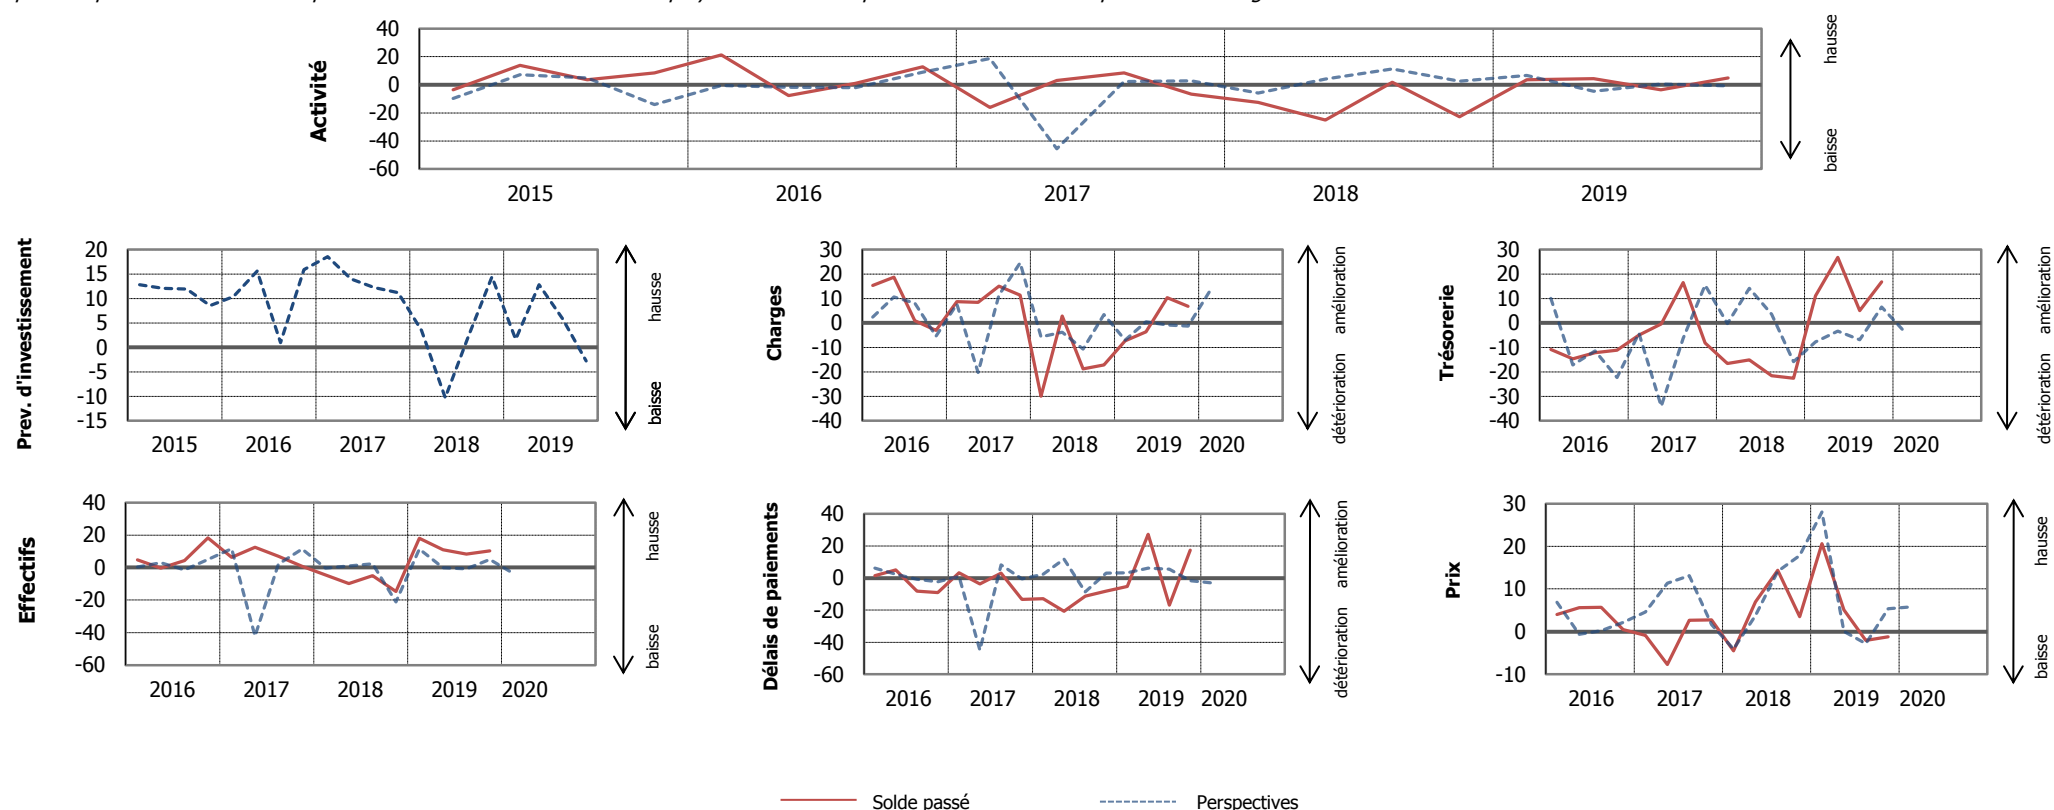 40
20
0
-20
-40
-60
Activité
hausse
baisse
2015 2016 2017 2018 2019
20
15
10
5
0
-5
-10
-15
Prev. d'investissement
hausse
baisse
2015 2016 2017 2018 2019
30
20
10
0
-10
-20
-30
-40
Charges
amélioration
détérioration
2016 2017 2018 2019 2020
30
20
10
0
-10
-20
-30
-40
Trésorerie
amélioration
détérioration
2016 2017 2018 2019 2020
40
20
0
-20
-40
-60
Effectifs
hausse
baisse
2016 2017 2018 2019 2020
40
20
0
-20
-40
-60
Délais de paiements
amélioration
détérioration
2016 2017 2018 2019 2020
30
20
10
0
-10
Prix
hausse
baisse
2016 2017 2018 2019 2020
Solde passé Perspectives